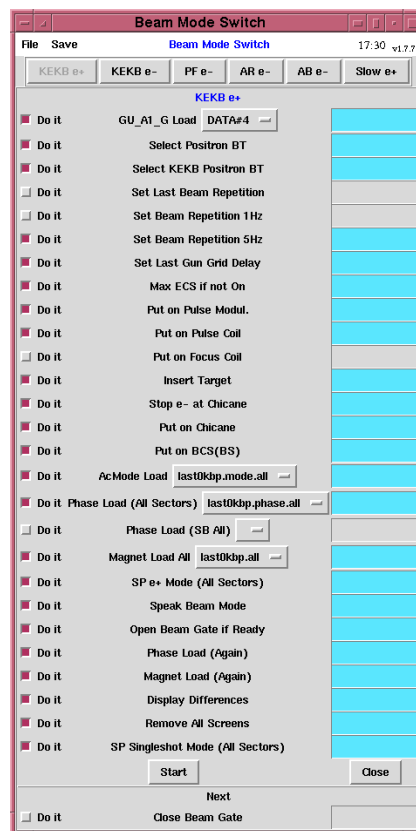 Beam Mode Switch
File Save Beam Mode Switch 17:30 v1.7.7
KEKB e+ KEKB e- PF e- AR e- AB e- Slow e+
KEKB e+
Do it GU_A1_G Load DATA#4
Do it Select Positron BT
Do it Select KEKB Positron BT
Do it Set Last Beam Repetition
Do it Set Beam Repetition 1Hz
Do it Set Beam Repetition 5Hz
Do it Set Last Gun Grid Delay
Do it Max ECS if not On
Do it Put on Pulse Modul.
Do it Put on Pulse Coil
Do it Put on Focus Coil
Do it Insert Target
Do it Stop e- at Chicane
Do it Put on Chicane
Do it Put on BCS(BS)
Do it AcMode Load last0kbp.mode.all
Do it Phase Load (All Sectors) last0kbp.phase.all
Do it Phase Load (SB All)
Do it Magnet Load All last0kbp.all
Do it SP e+ Mode (All Sectors)
Do it Speak Beam Mode
Do it Open Beam Gate if Ready
Do it Phase Load (Again)
Do it Magnet Load (Again)
Do it Display Differences
Do it Remove All Screens
Do it SP Singleshot Mode (All Sectors)
Start Close
Next
Do it Close Beam Gate